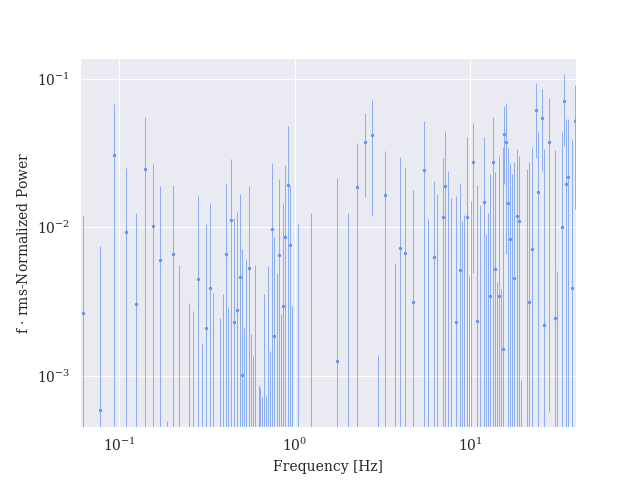 10⁻¹
10⁻²
10⁻³
f · rms-Normalized Power
10⁻¹ 10⁰ 10¹
Frequency [Hz]